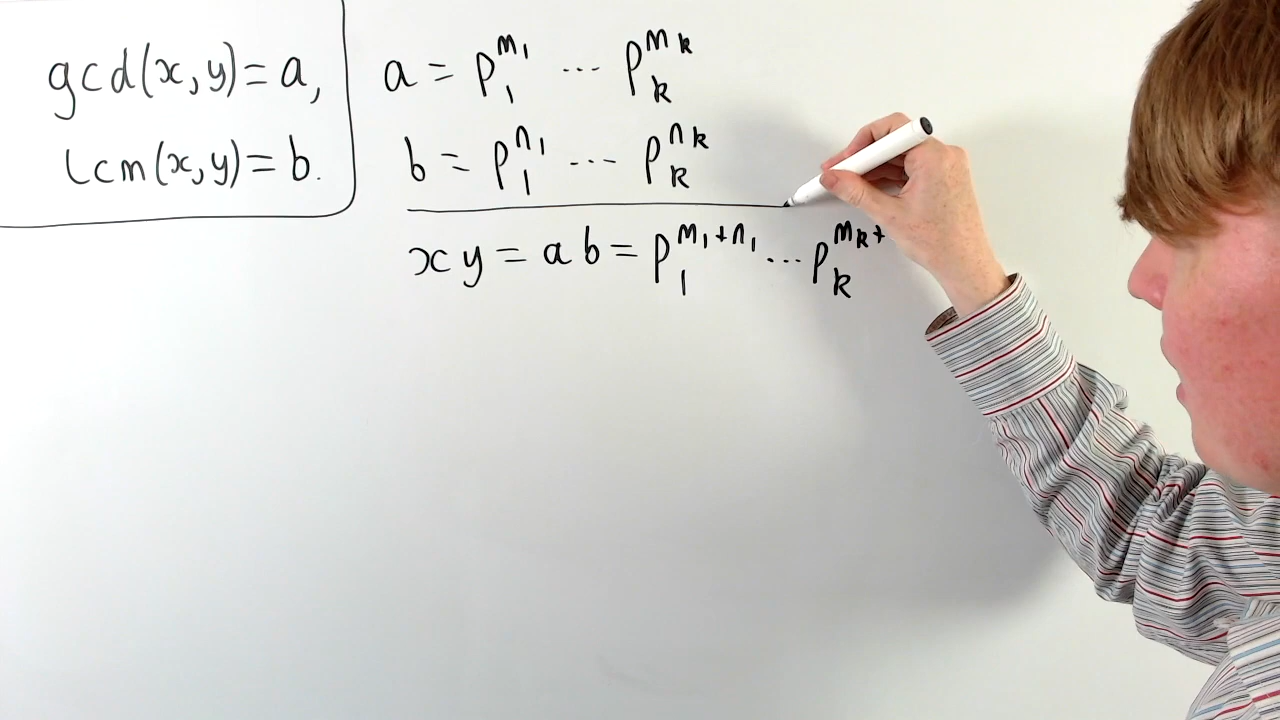 gcd(x,y)=a,
lcm(x,y)=b.
a = p₁^{m₁} ... p_k^{m_k}
b = p₁^{n₁} ... p_k^{n_k}
xy = ab = p₁^{m₁+n₁} ... p_k^{m_k+